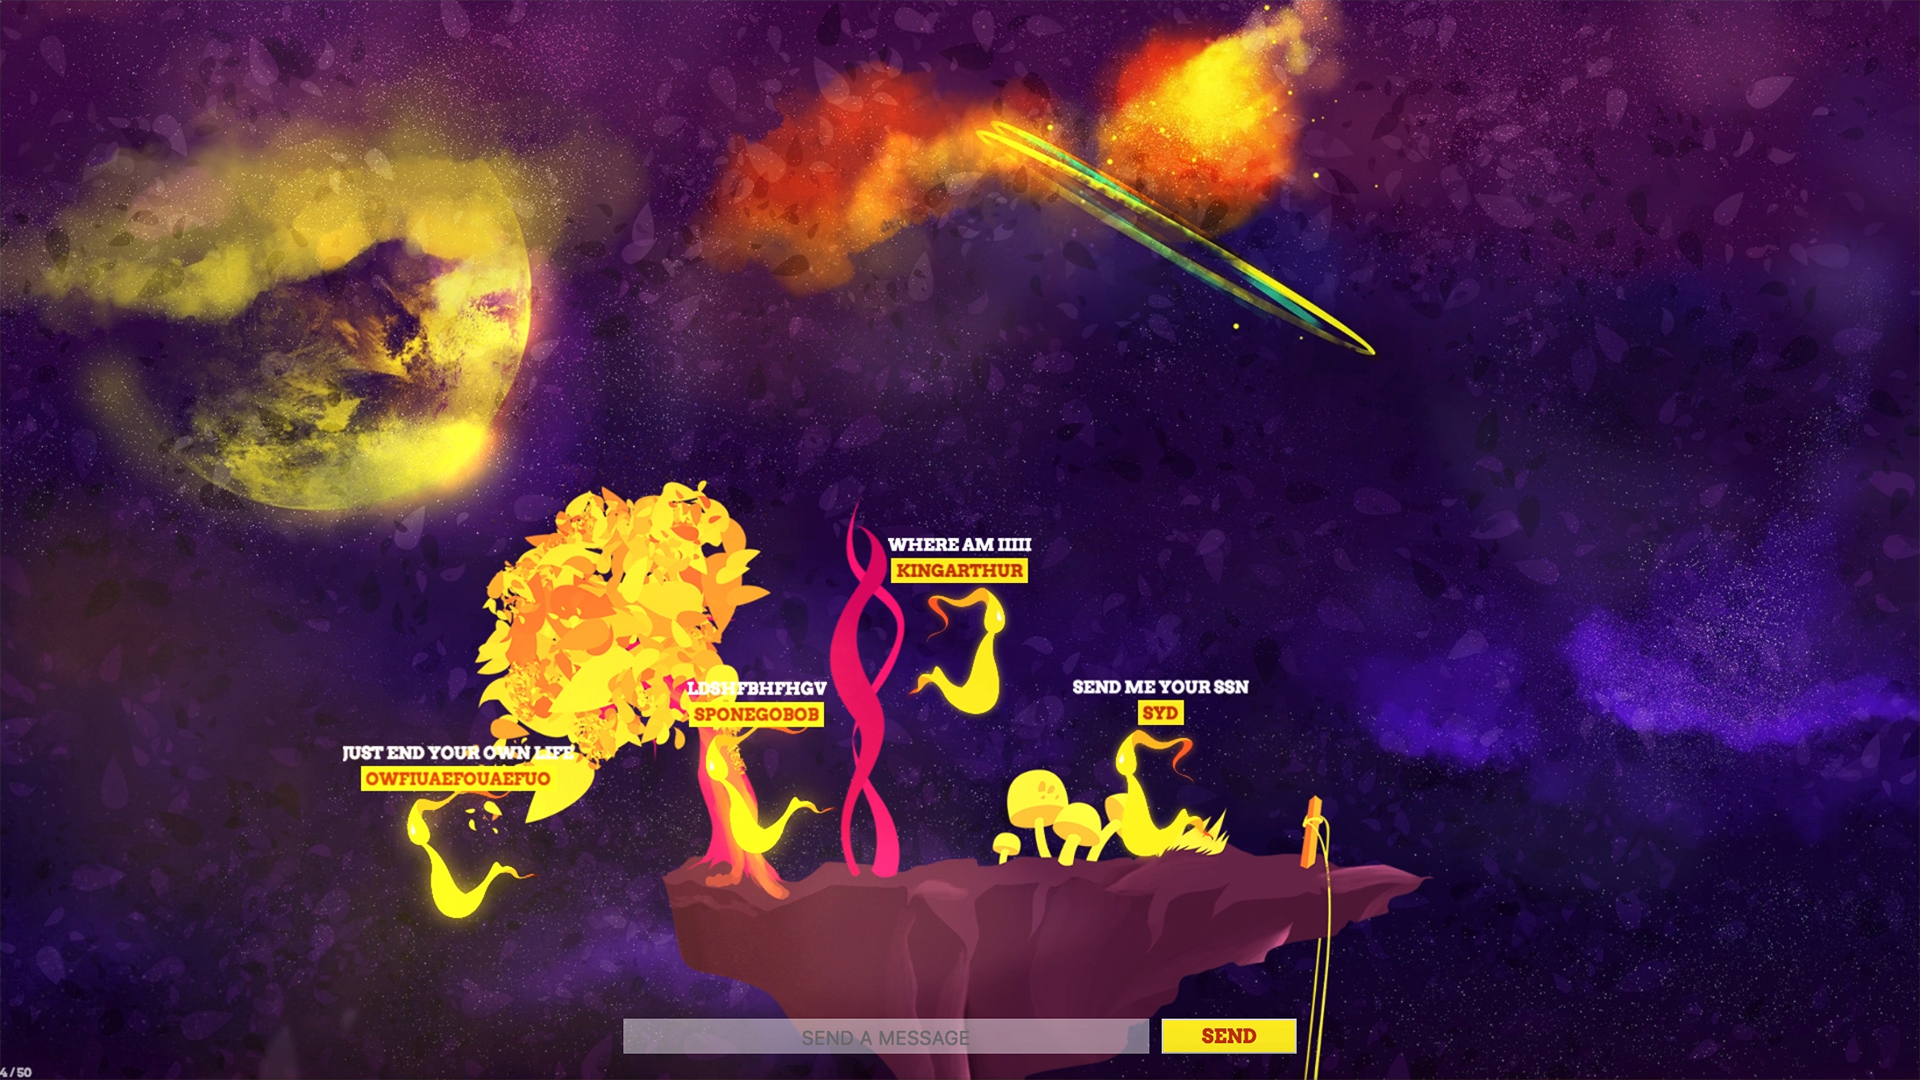 WHERE AM IIIII
KINGARTHUR
SEND ME YOUR SSN
SYD
LDSHFBHFHGV
SPONEGOBOB
JUST END YOUR OWN LIFE
OWFIUAEFOUAEFUO
SEND A MESSAGE
SEND
4/50